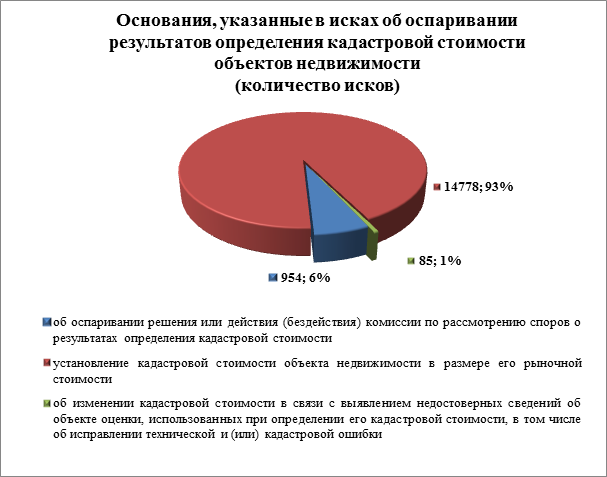 Основания, указанные в исках об оспаривании
результатов определения кадастровой стоимости
объектов недвижимости
(количество исков)
14778; 93%
85; 1%
954; 6%
об оспаривании решения или действия (бездействия) комиссии по рассмотрению споров о
результатах определения кадастровой стоимости
установление кадастровой стоимости объекта недвижимости в размере его рыночной
стоимости
об изменении кадастровой стоимости в связи с выявлением недостоверных сведений об
объекте оценки, использованных при определении его кадастровой стоимости, в том числе
об исправлении технической и (или) кадастровой ошибки